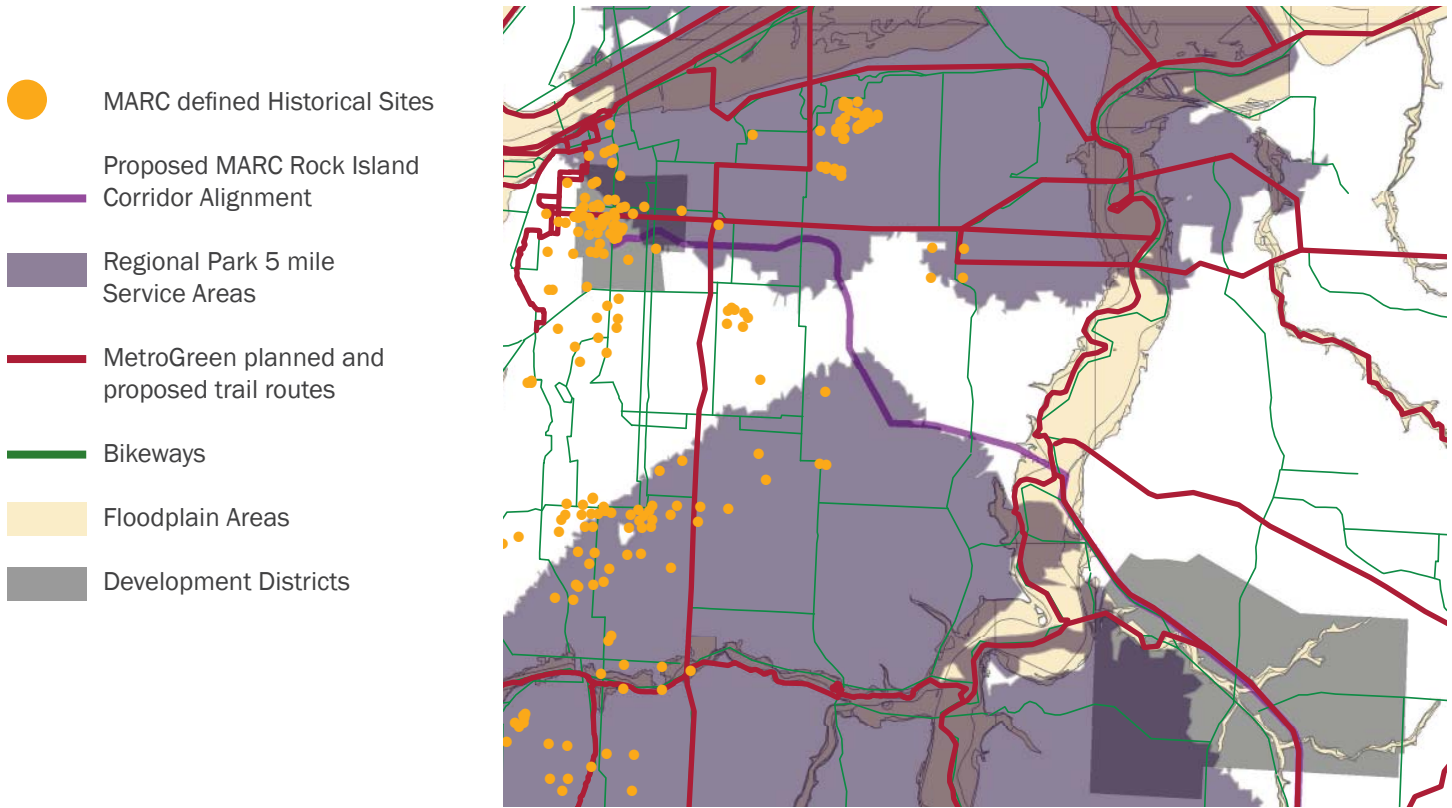 MARC defined Historical Sites
Proposed MARC Rock Island
Corridor Alignment
Regional Park 5 mile
Service Areas
MetroGreen planned and
proposed trail routes
Bikeways
Floodplain Areas
Development Districts